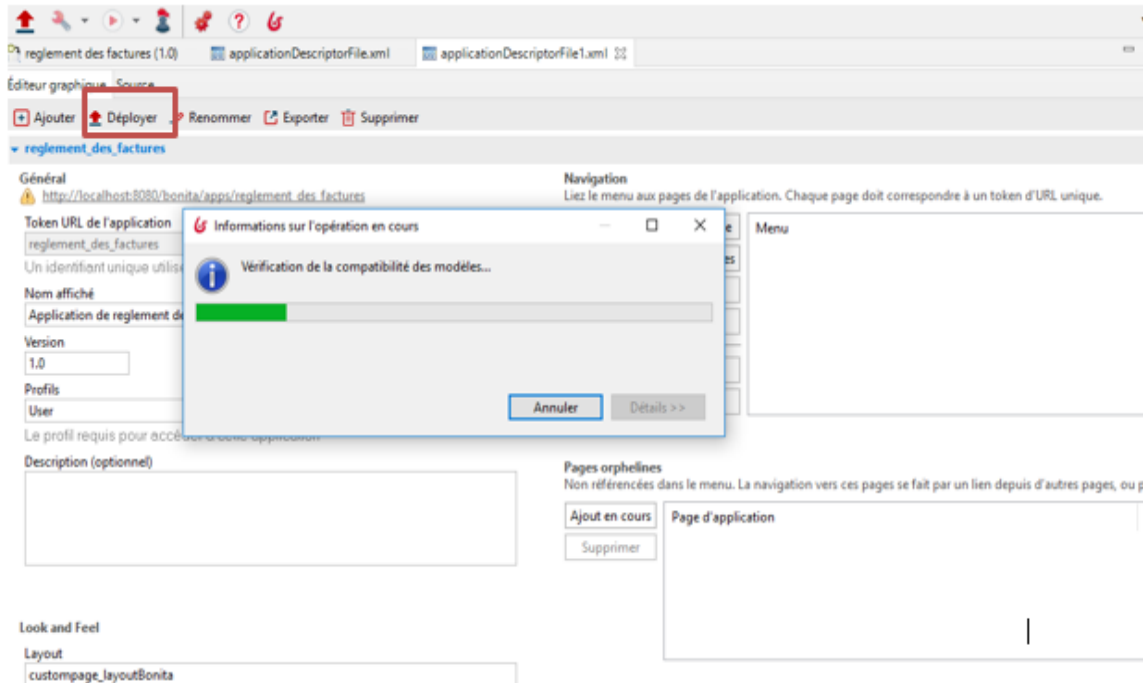 reglement des factures (1.0)
applicationDescriptorFile.xml
applicationDescriptorFile1.xml
Éditeur graphique
Source
Ajouter
Déployer
Renommer
Exporter
Supprimer
reglement_des_factures
Général
http://localhost:8080/bonita/apps/reglement_des_factures
Token URL de l'application
reglement_des_factures
Un identifiant unique utilis
Nom affiché
Application de reglement de
Version
1.0
Profils
User
Le profil requis pour accéder à cette application
Description (optionnel)
Look and Feel
Layout
custompage_layoutBonita
Informations sur l'opération en cours
Vérification de la compatibilité des modèles...
Annuler
Détails >>
Navigation
Liez le menu aux pages de l'application. Chaque page doit correspondre à un token d'URL unique.
e
Menu
es
Pages orphelines
Non référencées dans le menu. La navigation vers ces pages se fait par un lien depuis d'autres pages, ou p
Ajout en cours
Page d'application
Supprimer